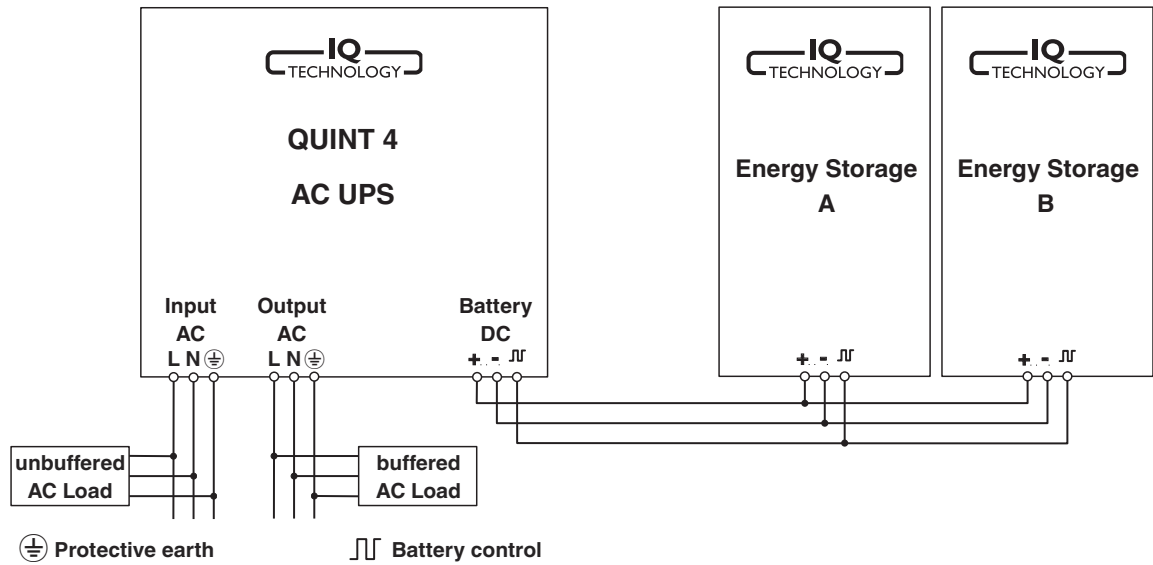 IQ
TECHNOLOGY
QUINT 4
AC UPS
Input
AC
L N
Output
AC
L N
Battery
DC
+ -
IQ
TECHNOLOGY
Energy Storage
A
+ -
IQ
TECHNOLOGY
Energy Storage
B
+ -
unbuffered
AC Load
buffered
AC Load
Protective earth
Battery control